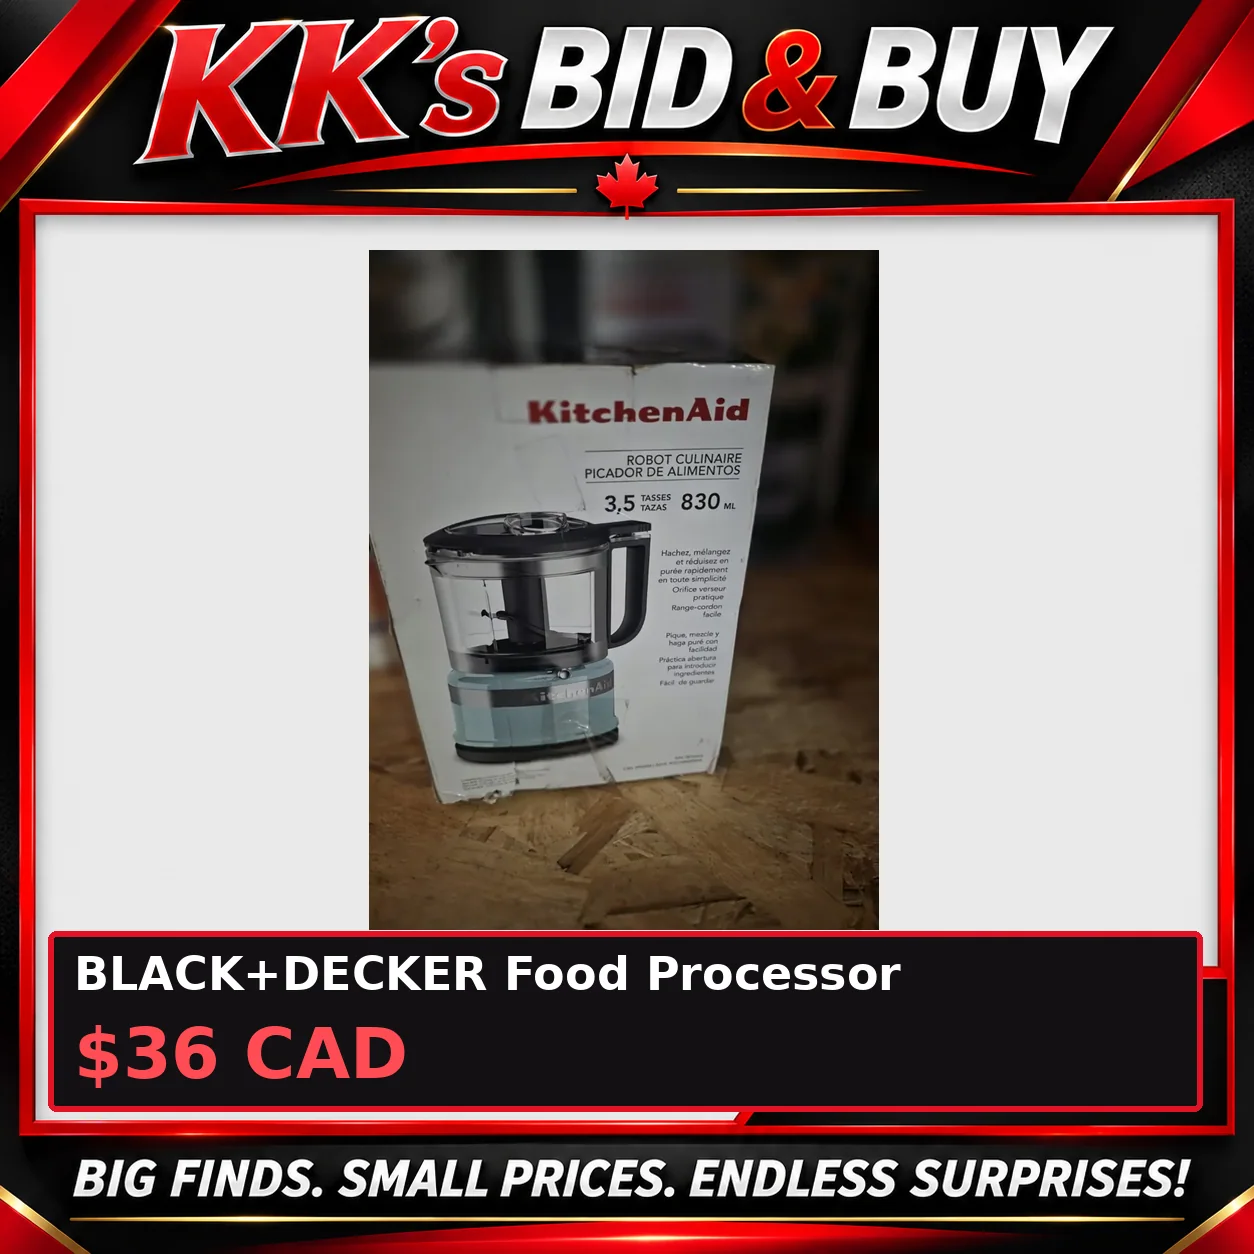 KK's BID & BUY
KitchenAid
ROBOT CULINAIRE
PICADOR DE ALIMENTOS
3,5 TASSES TAZAS 830 ML
Hachez, mélangez
et réduisez en
purée rapidement
en toute simplicité
Orifice verseur
pratique
Range-cordon
facile
Pique, mezcle y
haga puré con
facilidad
Práctica abertura
para introducir
ingredientes
Fácil de guardar
KitchenAid
BLACK+DECKER Food Processor
$36 CAD
BIG FINDS. SMALL PRICES. ENDLESS SURPRISES!